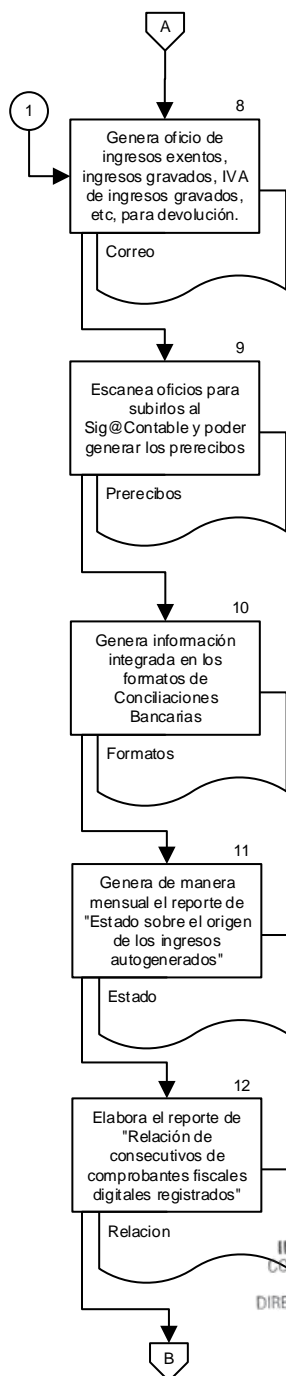 A
1
8
Genera oficio de
ingresos exentos,
ingresos gravados, IVA
de ingresos gravados,
etc, para devolución.
Correo
9
Escanea oficios para
subirlos al
Sig@Contable y poder
generar los prerecibos
Prerecibos
10
Genera información
integrada en los
formatos de
Conciliaciones
Bancarias
Formatos
11
Genera de manera
mensual el reporte de
"Estado sobre el origen
de los ingresos
autogenerados"
Estado
12
Elabora el reporte de
"Relación de
consecutivos de
comprobantes fiscales
digitales registrados"
Relacion
DIRE
B